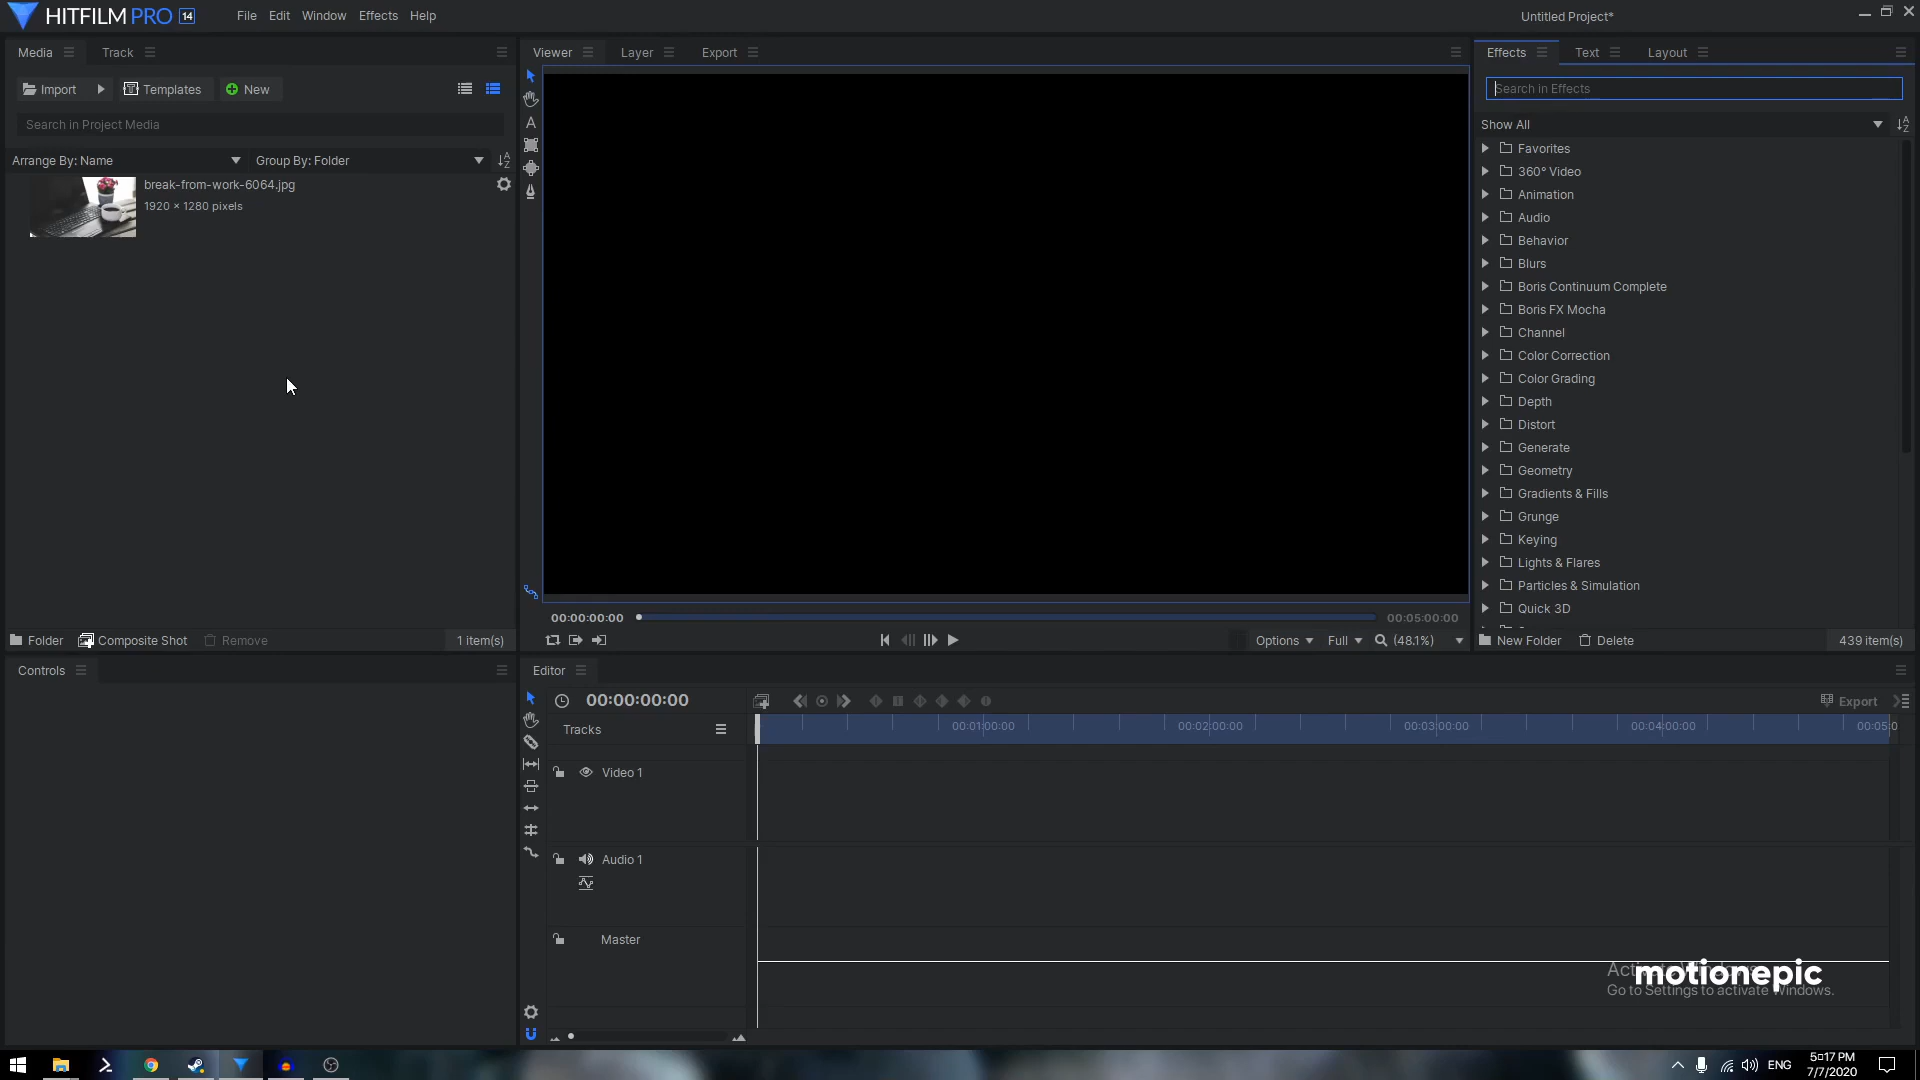 HITFILM PRO 14
File Edit Window Effects Help
Untitled Project*
Media Track
Import Templates New
Search in Project Media
Arrange By: Name Group By: Folder
break-from-work-6064.jpg
1920 × 1280 pixels
Folder Composite Shot Remove 1 item(s)
Viewer Layer Export
A
00:00:00:00 00:05:00:00
Options Full (48.1%)
Effects Text Layout
Search in Effects
Show All
Favorites
360° Video
Animation
Audio
Behavior
Blurs
Boris Continuum Complete
Boris FX Mocha
Channel
Color Correction
Color Grading
Depth
Distort
Generate
Geometry
Gradients & Fills
Grunge
Keying
Lights & Flares
Particles & Simulation
Quick 3D
New Folder Delete 439 item(s)
Controls
Editor
00:00:00:00 Export
Tracks 00:01:00:00 00:02:00:00 00:03:00:00 00:04:00:00 00:05:0
Video 1
Audio 1
Master
motionepic
Go to Settings to activate Windows.
ENG
5:17 PM
7/7/2020